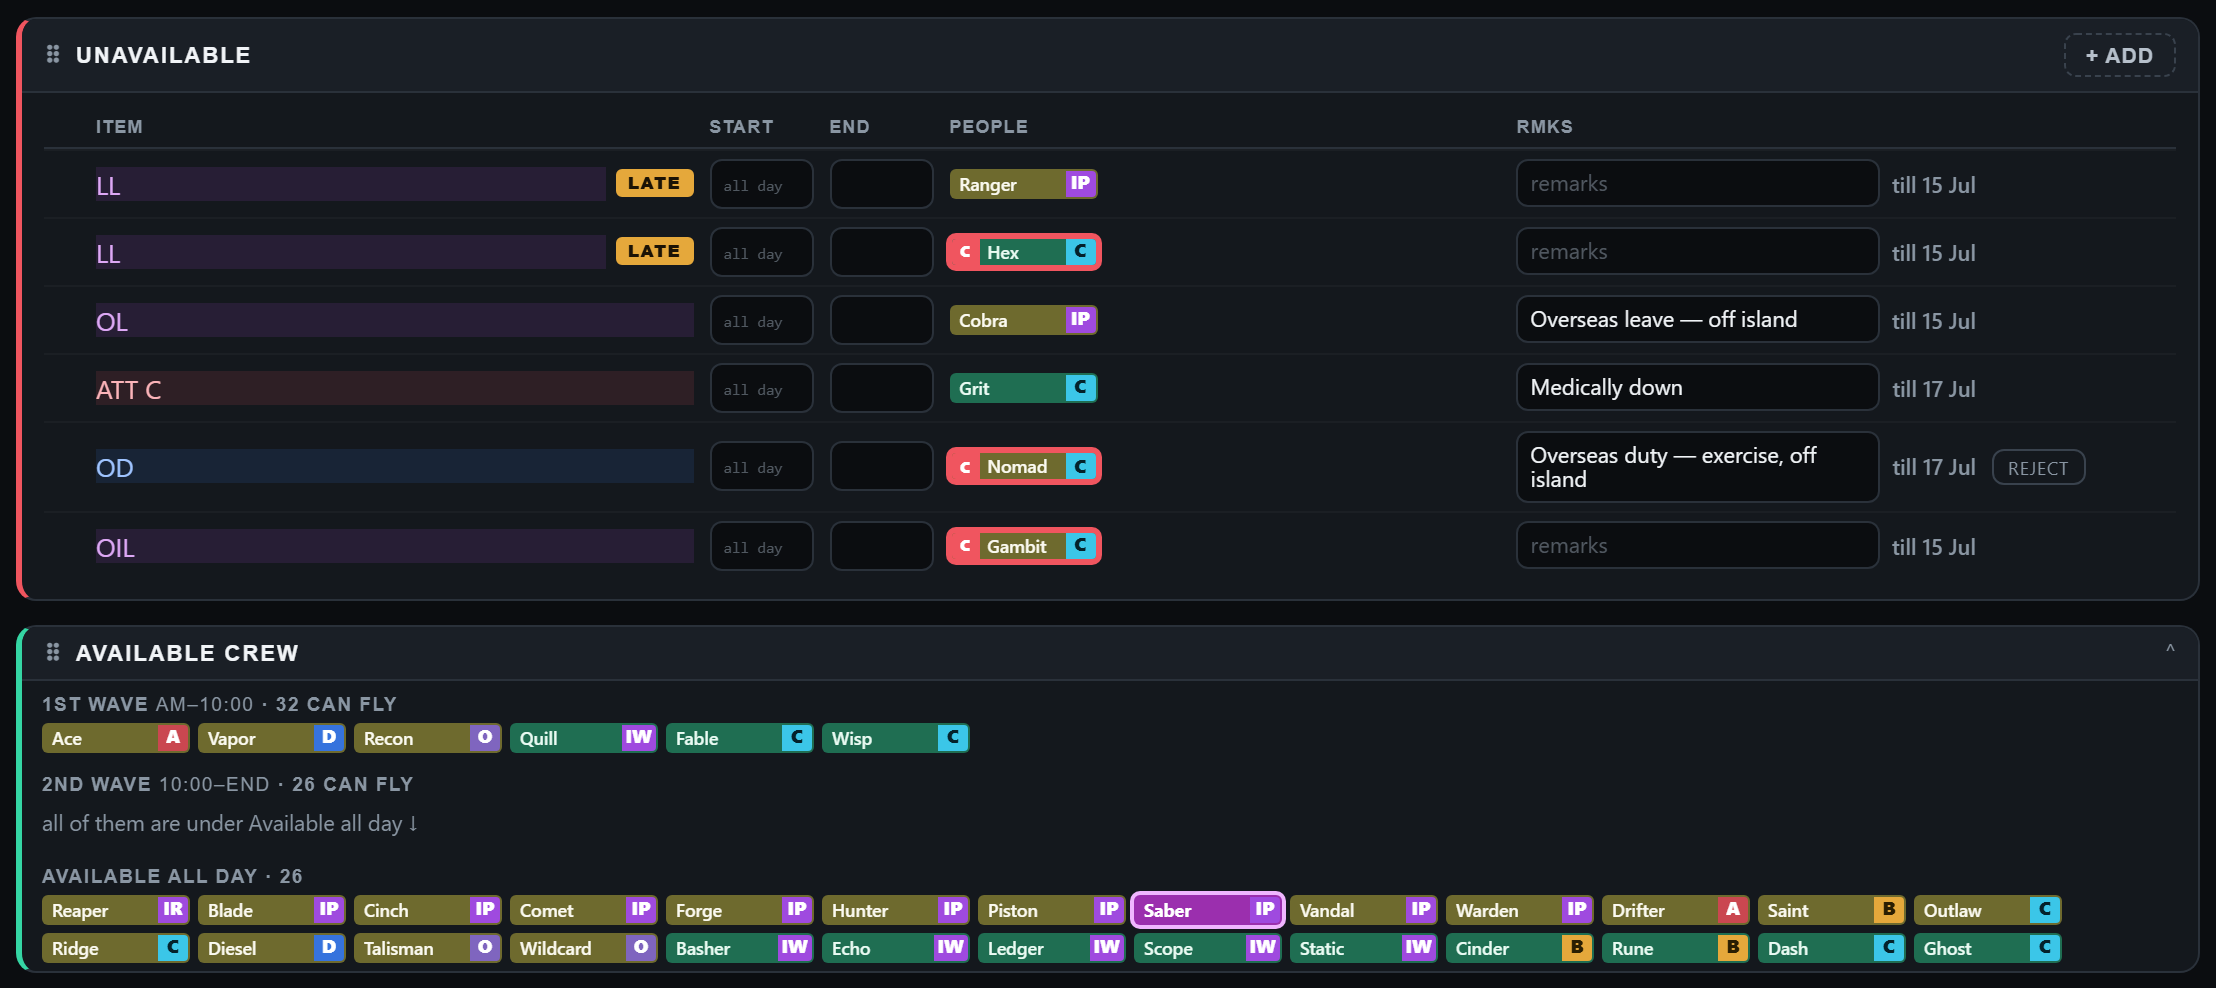 UNAVAILABLE + ADD
ITEM START END PEOPLE RMKS
LL LATE all day Ranger IP remarks till 15 Jul
LL LATE all day C Hex C remarks till 15 Jul
OL all day Cobra IP Overseas leave — off island till 15 Jul
ATT C all day Grit C Medically down till 17 Jul
OD all day C Nomad C Overseas duty — exercise, off till 17 Jul REJECT
island
OIL all day C Gambit C remarks till 15 Jul
AVAILABLE CREW ^
1ST WAVE AM–10:00 · 32 CAN FLY
Ace A Vapor D Recon O Quill IW Fable C Wisp C
2ND WAVE 10:00–END · 26 CAN FLY
all of them are under Available all day ↓
AVAILABLE ALL DAY · 26
Reaper IR Blade IP Cinch IP Comet IP Forge IP Hunter IP Piston IP Saber IP Vandal IP Warden IP Drifter A Saint B Outlaw C
Ridge C Diesel D Talisman O Wildcard O Basher IW Echo IW Ledger IW Scope IW Static IW Cinder B Rune B Dash C Ghost C